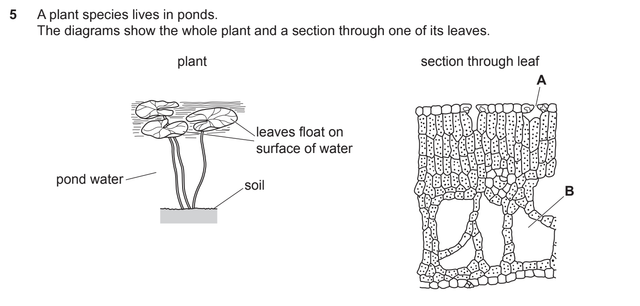 5 A plant species lives in ponds.
The diagrams show the whole plant and a section through one of its leaves.
plant
section through leaf
A
leaves float on
surface of water
pond water
soil
B